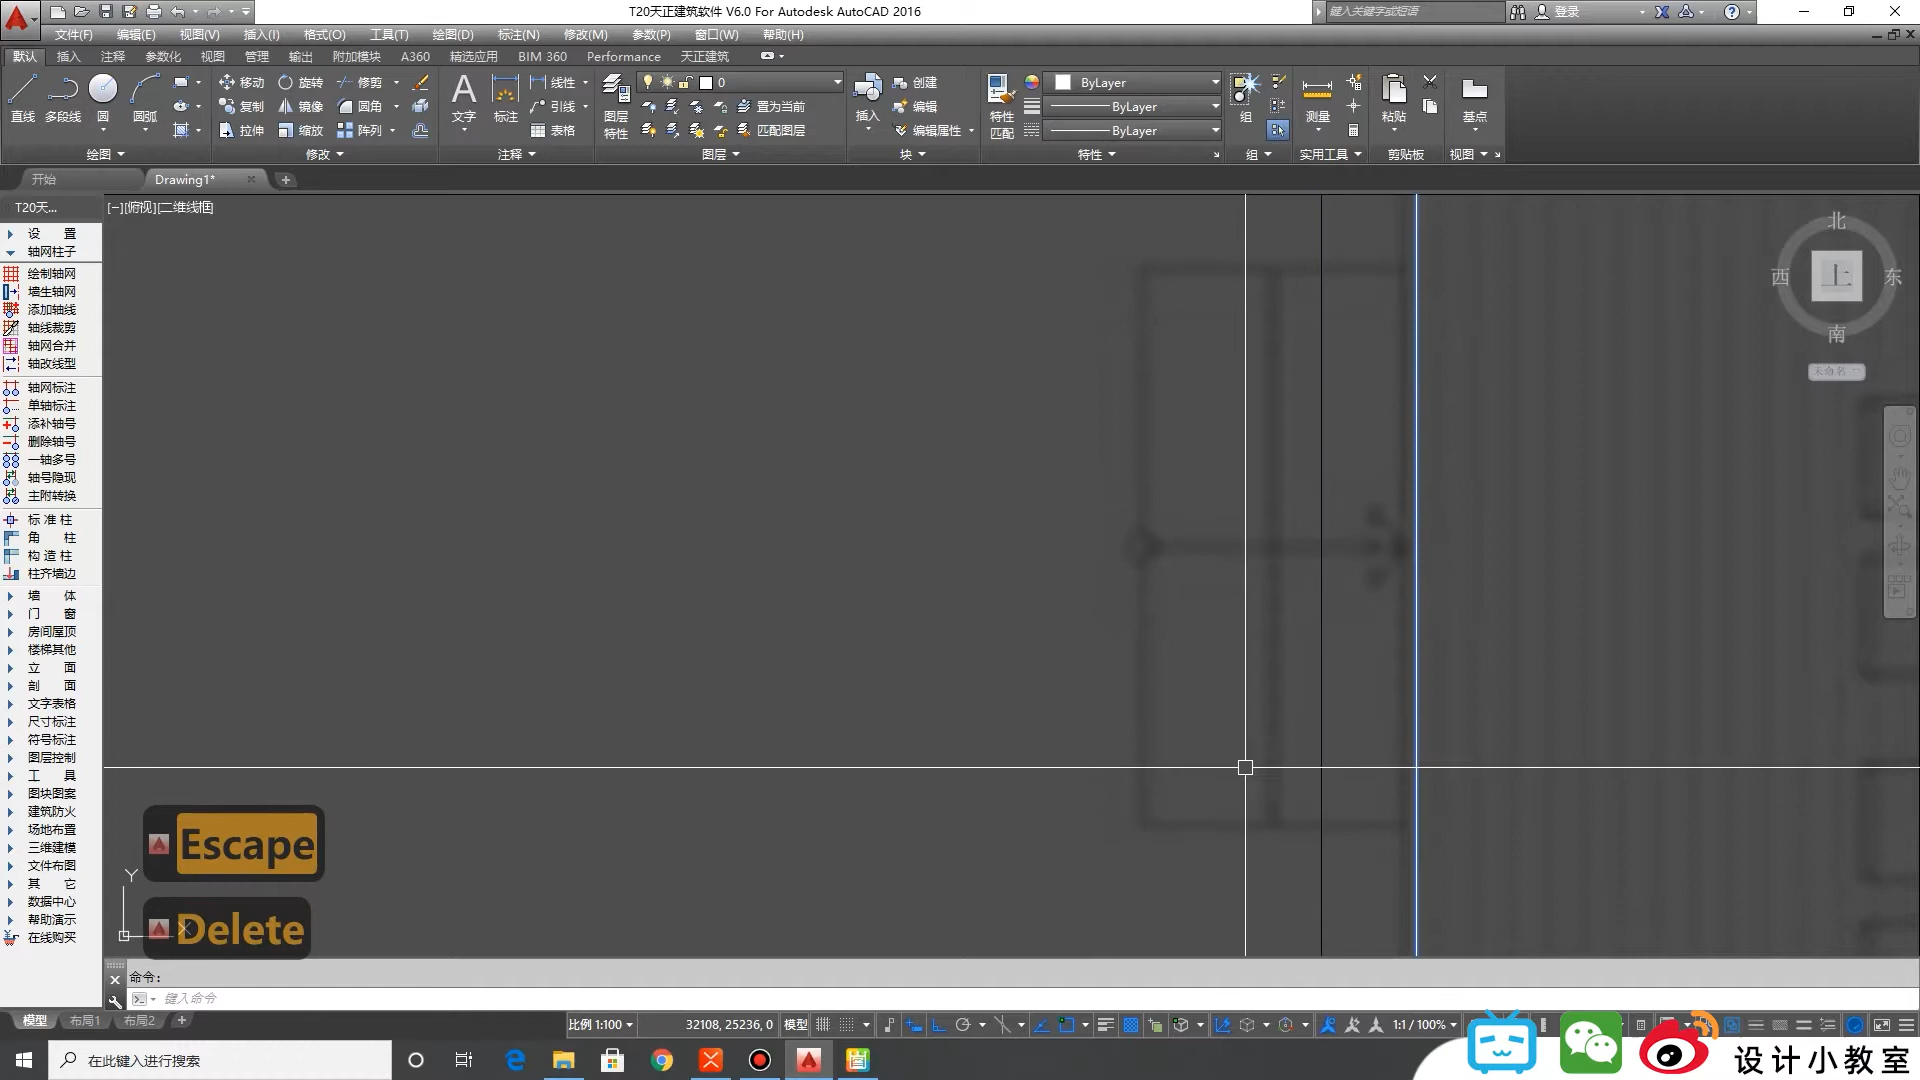 T20天正建筑软件 V6.0 For Autodesk AutoCAD 2016
键入关键字或短语
登录
文件(F) 编辑(E) 视图(V) 插入(I) 格式(O) 工具(T) 绘图(D) 标注(N) 修改(M) 参数(P) 窗口(W) 帮助(H)
默认 插入 注释 参数化 视图 管理 输出 附加模块 A360 精选应用 BIM 360 Performance 天正建筑
直线 多段线 圆 圆弧
移动 旋转 修剪
复制 镜像 圆角
拉伸 缩放 阵列
文字 标注
线性
引线
表格
图层特性
0
置为当前
匹配图层
插入
创建
编辑
编辑属性
特性匹配
ByLayer
ByLayer
ByLayer
组
测量
粘贴
基点
绘图 修改 注释 图层 块 特性 组 实用工具 剪贴板 视图
开始 Drawing1*
T20天...
[−][俯视][二维线框]
设 置
轴网柱子
绘制轴网
墙生轴网
添加轴线
轴线裁剪
轴网合并
轴改线型
轴网标注
单轴标注
添补轴号
删除轴号
一轴多号
轴号隐现
主附转换
标 准 柱
角 柱
构 造 柱
柱齐墙边
墙 体
门 窗
房间屋顶
楼梯其他
立 面
剖 面
文字表格
尺寸标注
符号标注
图层控制
工 具
图块图案
建筑防火
场地布置
三维建模
文件布图
其 它
数据中心
帮助演示
在线购买
北
西 上 东
南
未命名
Escape
Delete
Y
X
命令:
键入命令
模型 布局1 布局2
比例 1:100 32108, 25236, 0 模型 1:1 / 100%
在此键入进行搜索
设计小教室